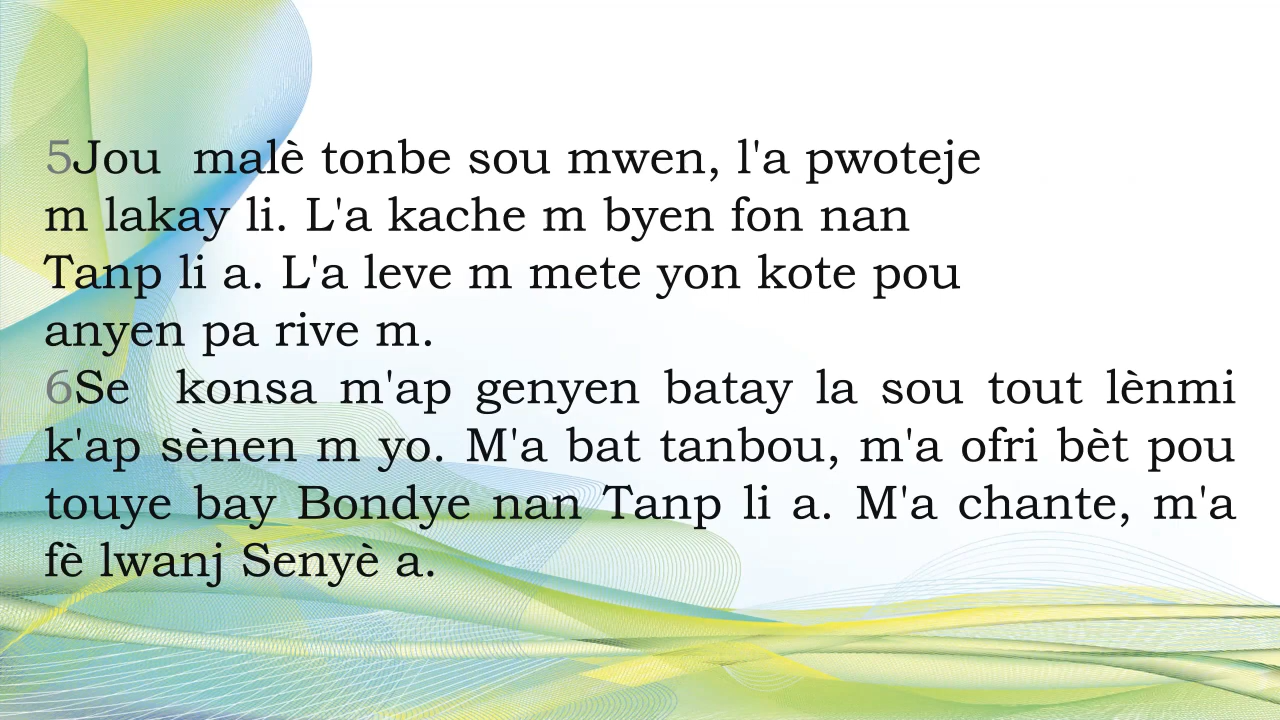 5Jou malè tonbe sou mwen, l'a pwoteje
m lakay li. L'a kache m byen fon nan
Tanp li a. L'a leve m mete yon kote pou
anyen pa rive m.
6Se konsa m'ap genyen batay la sou tout lènmi
k'ap sènen m yo. M'a bat tanbou, m'a ofri bèt pou
touye bay Bondye nan Tanp li a. M'a chante, m'a
fè lwanj Senyè a.